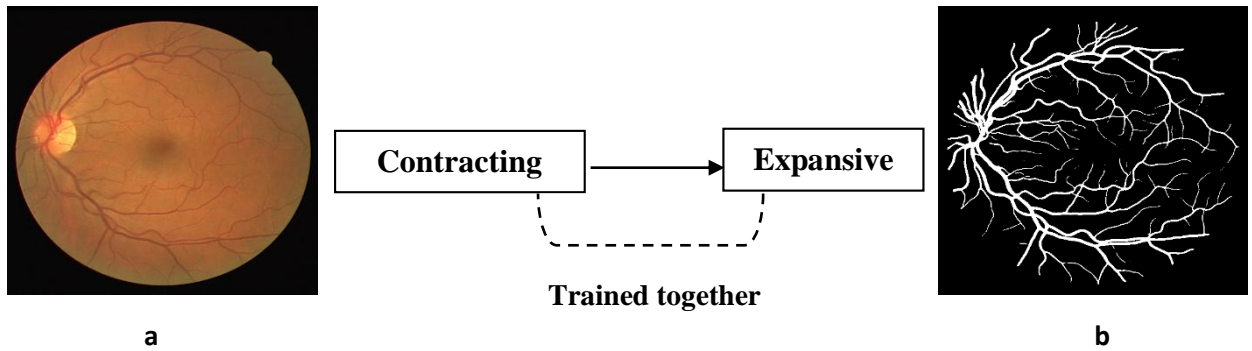 Contracting
Expansive
Trained together
a
b